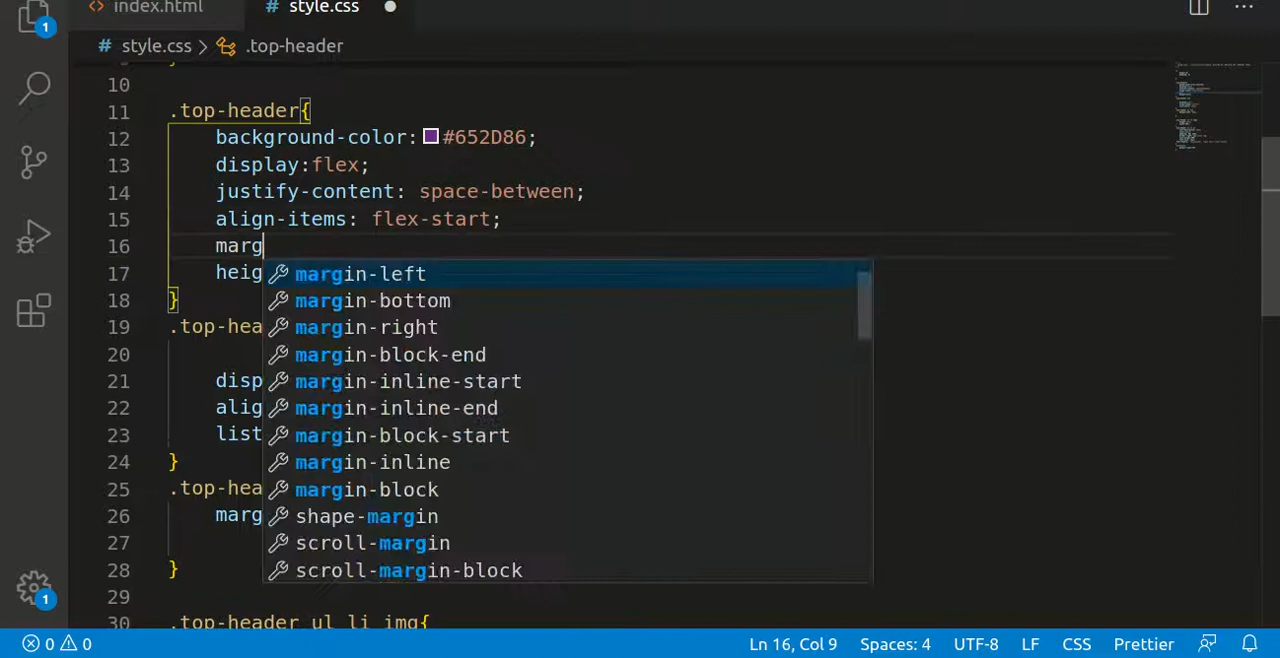 index.html
# style.css
1
# style.css > .top-header
10
11 .top-header{
12 background-color: #652D86;
13 display:flex;
14 justify-content: space-between;
15 align-items: flex-start;
16 marg
17 heig
margin-left
18 }
margin-bottom
19 .top-hea
margin-right
20
margin-block-end
21 disp
margin-inline-start
22 alig
margin-inline-end
23 list
margin-block-start
24 }
margin-inline
25 .top-hea
margin-block
26 marg
shape-margin
27
scroll-margin
28 }
scroll-margin-block
29
1
30 .top-header ul li img{
0 0 Ln 16, Col 9 Spaces: 4 UTF-8 LF CSS Prettier